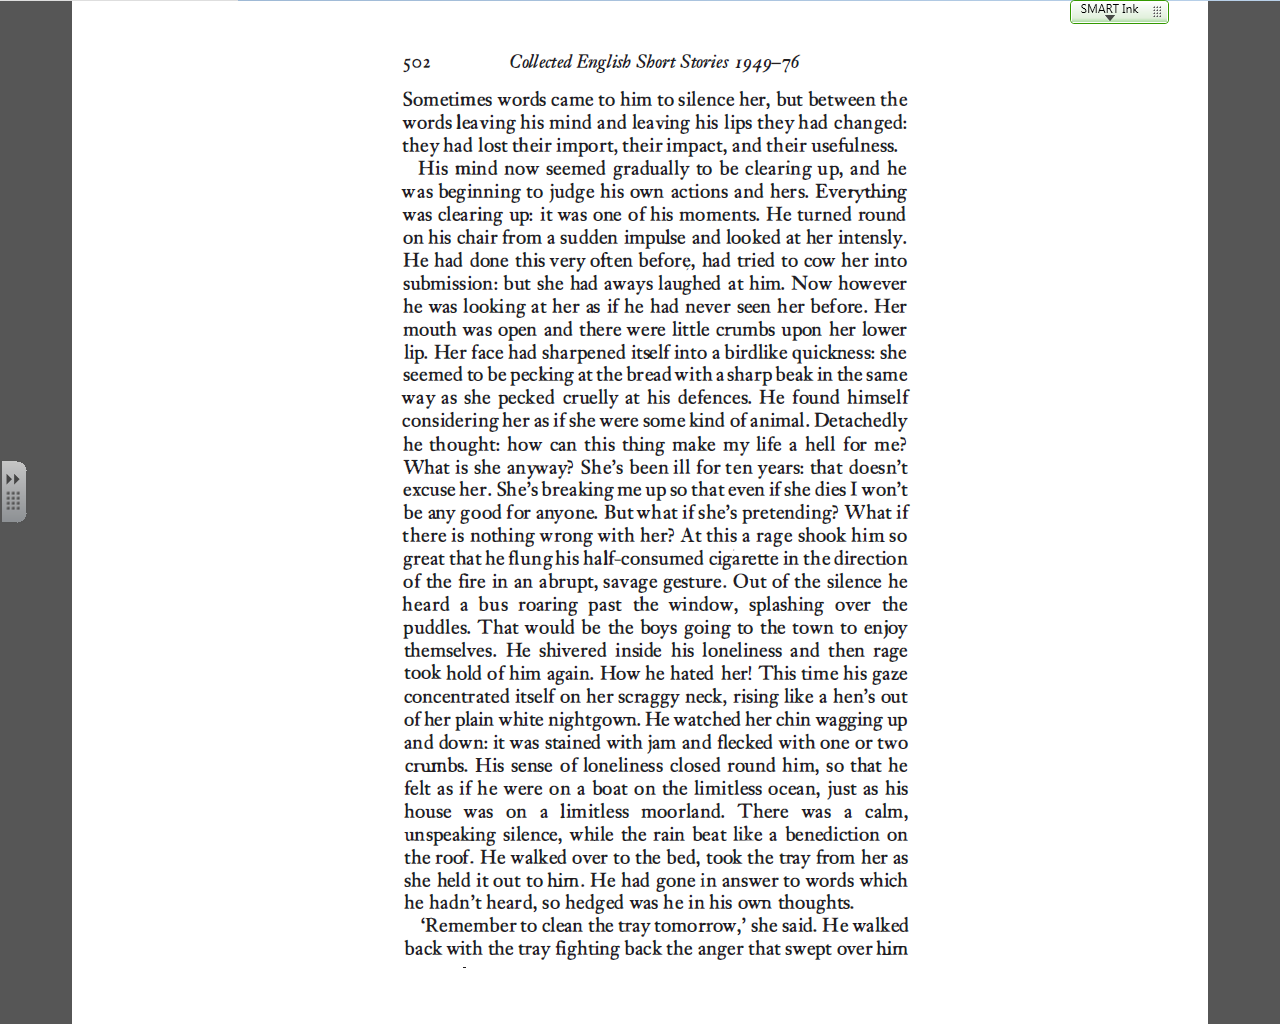 SMART Ink
502 Collected English Short Stories 1949–76
Sometimes words came to him to silence her, but between the
words leaving his mind and leaving his lips they had changed:
they had lost their import, their impact, and their usefulness.
His mind now seemed gradually to be clearing up, and he
was beginning to judge his own actions and hers. Everything
was clearing up: it was one of his moments. He turned round
on his chair from a sudden impulse and looked at her intensly.
He had done this very often before, had tried to cow her into
submission: but she had aways laughed at him. Now however
he was looking at her as if he had never seen her before. Her
mouth was open and there were little crumbs upon her lower
lip. Her face had sharpened itself into a birdlike quickness: she
seemed to be pecking at the bread with a sharp beak in the same
way as she pecked cruelly at his defences. He found himself
considering her as if she were some kind of animal. Detachedly
he thought: how can this thing make my life a hell for me?
What is she anyway? She's been ill for ten years: that doesn't
excuse her. She's breaking me up so that even if she dies I won't
be any good for anyone. But what if she's pretending? What if
there is nothing wrong with her? At this a rage shook him so
great that he flung his half-consumed cigarette in the direction
of the fire in an abrupt, savage gesture. Out of the silence he
heard a bus roaring past the window, splashing over the
puddles. That would be the boys going to the town to enjoy
themselves. He shivered inside his loneliness and then rage
took hold of him again. How he hated her! This time his gaze
concentrated itself on her scraggy neck, rising like a hen's out
of her plain white nightgown. He watched her chin wagging up
and down: it was stained with jam and flecked with one or two
crumbs. His sense of loneliness closed round him, so that he
felt as if he were on a boat on the limitless ocean, just as his
house was on a limitless moorland. There was a calm,
unspeaking silence, while the rain beat like a benediction on
the roof. He walked over to the bed, took the tray from her as
she held it out to him. He had gone in answer to words which
he hadn't heard, so hedged was he in his own thoughts.
'Remember to clean the tray tomorrow,' she said. He walked
back with the tray fighting back the anger that swept over him